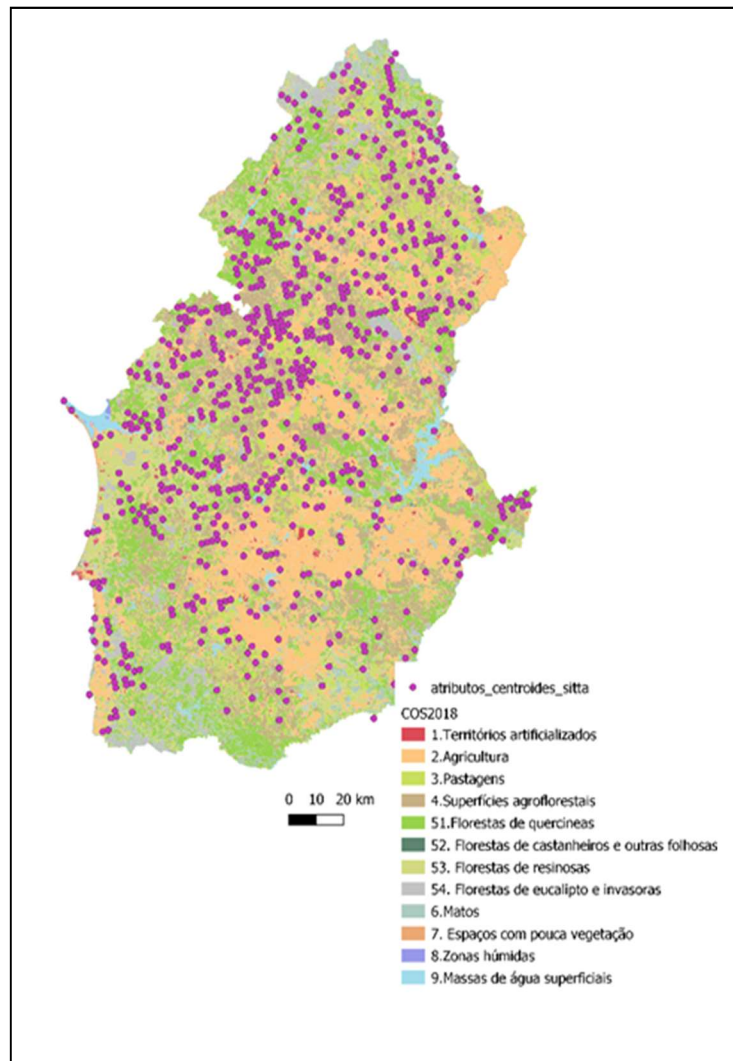 atributos_centroides_sitta
COS2018
1.Territórios artificializados
2.Agricultura
3.Pastagens
4.Superfícies agroflorestais
51.Florestas de quercíneas
52. Florestas de castanheiros e outras folhosas
53. Florestas de resinosas
54. Florestas de eucalipto e invasoras
6.Matos
7. Espaços com pouca vegetação
8.Zonas húmidas
9.Massas de água superficiais
0 10 20 km